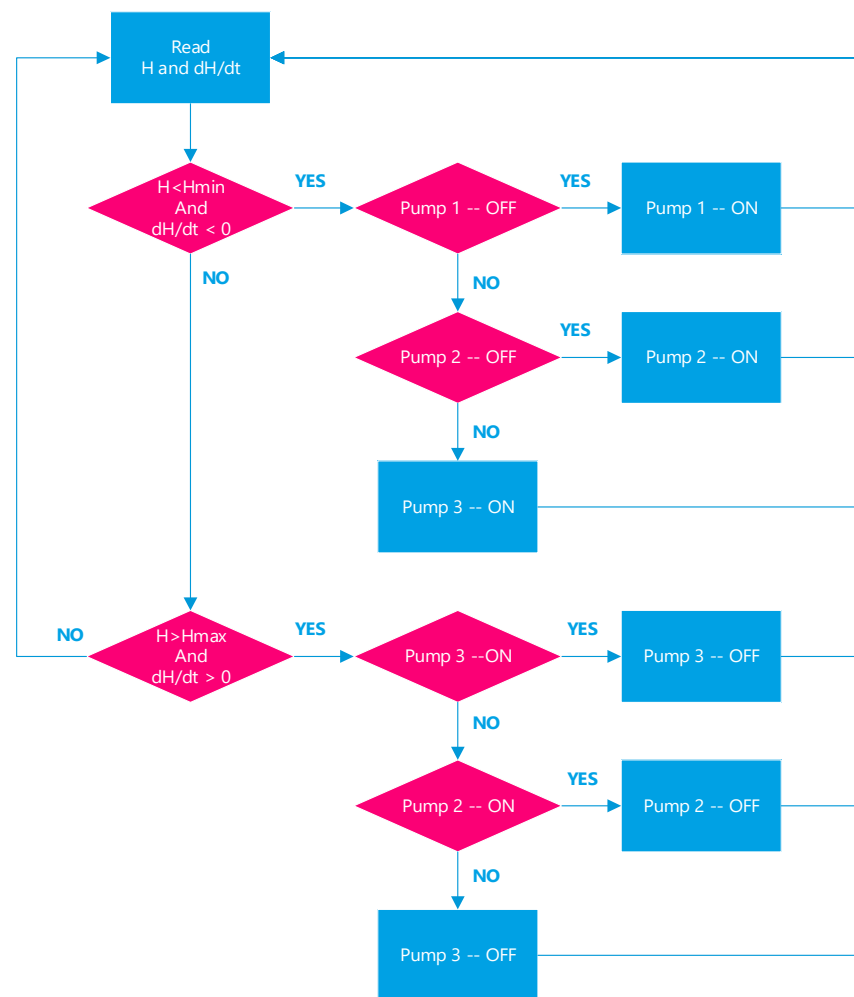 Read
H and dH/dt
H<Hmin
And
dH/dt < 0
YES
Pump 1 -- OFF
YES
Pump 1 -- ON
NO
NO
Pump 2 -- OFF
YES
Pump 2 -- ON
NO
Pump 3 -- ON
NO
H>Hmax
And
dH/dt > 0
YES
Pump 3 --ON
YES
Pump 3 -- OFF
NO
Pump 2 -- ON
YES
Pump 2 -- OFF
NO
Pump 3 -- OFF